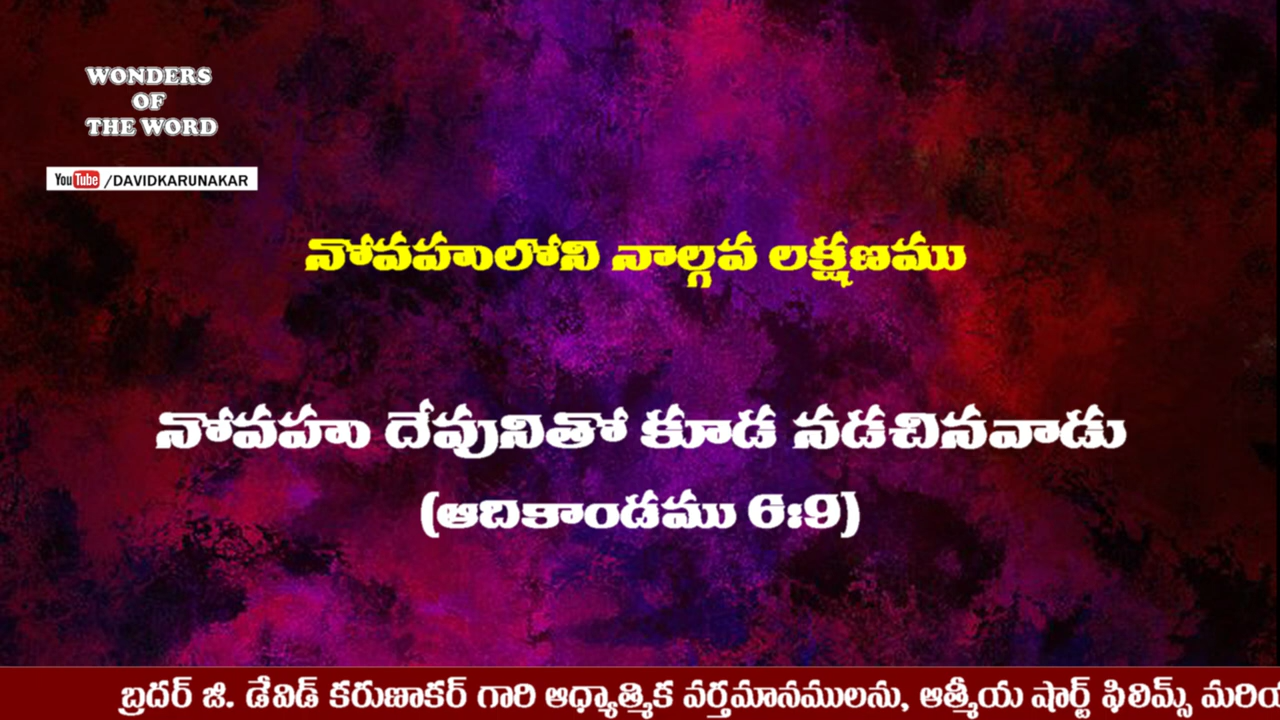 WONDERS
OF
THE WORD
YouTube /DAVIDKARUNAKAR
నోవహులోని నాల్గవ లక్షణము
నోవహు దేవునితో కూడ నడచినవాడు
(ఆదికాండము 6:9)
బ్రదర్ జి. డేవిడ్ కరుణాకర్ గారి ఆధ్యాత్మిక వర్తమానములను, ఆత్మీయ షార్ట్ ఫిలిమ్స్